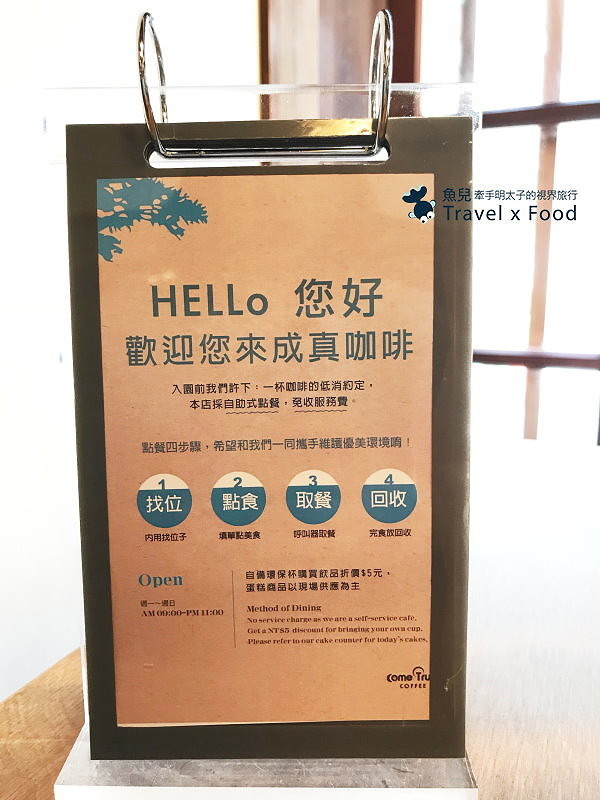 魚兒 牽手明太子的視界旅行
Travel x Food
HELLo 您好
歡迎您來成真咖啡
入園前我們許下：一杯咖啡的低消約定，
本店採自助式點餐，免收服務費。
點餐四步驟，希望和我們一同攜手維護優美環境唷！
1 2 3 4
找位 點食 取餐 回收
內用找位子 填單點美食 呼叫器取餐 完食放回收
Open
週一~週日
AM 09:00-PM 11:00
自備環保杯購買飲品折價$5元，
蛋糕商品以現場供應為主
Method of Dining
No service charge as we are a self-service cafe.
Get a NT$5 discount for bringing your own cup.
Please refer to our cake counter for today's cakes.
Come Tru
COFFEE